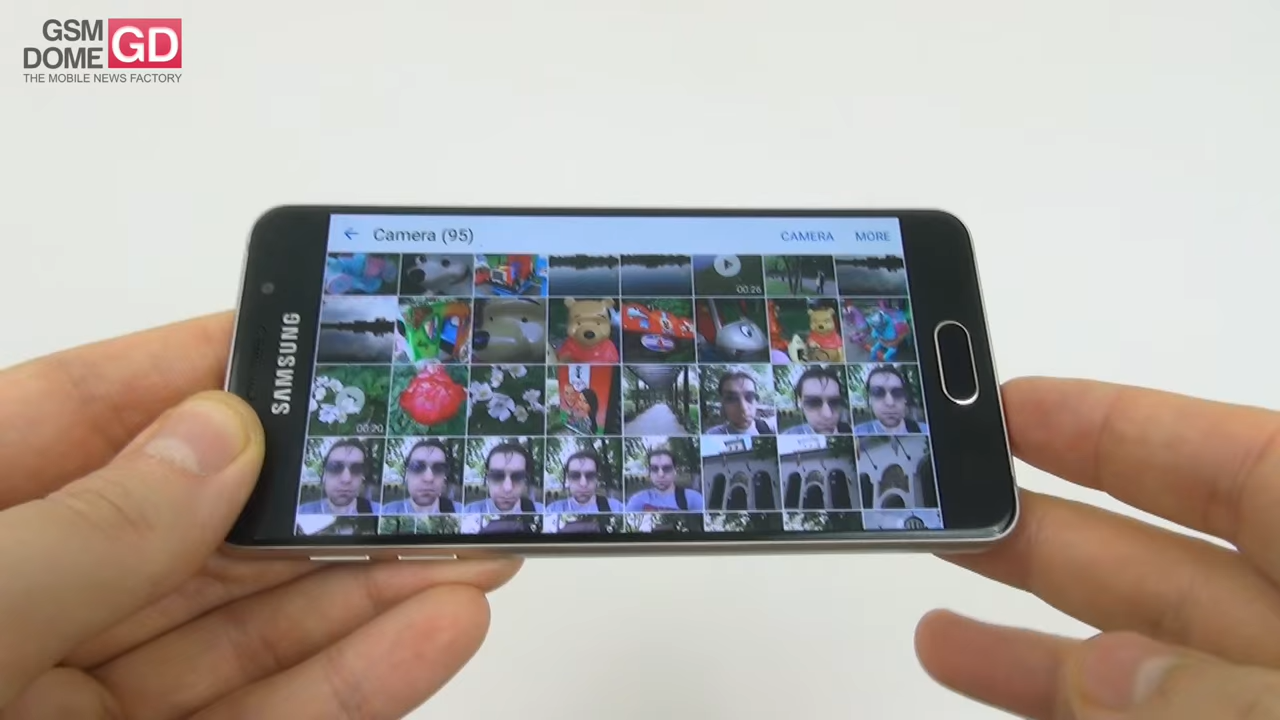 GSM
DOME
GD
THE MOBILE NEWS FACTORY
Camera (95)
CAMERA
MORE
00:26
00:20
SAMSUNG